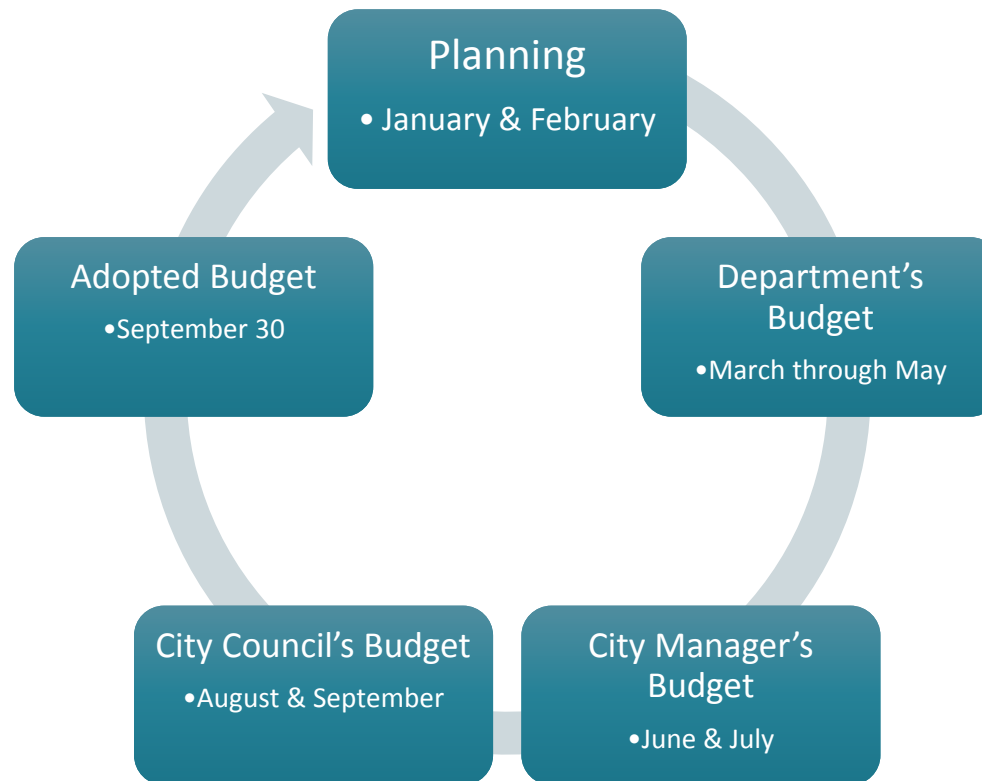 Planning
• January & February
Department’s
Budget
•March through May
City Manager’s
Budget
•June & July
City Council’s Budget
•August & September
Adopted Budget
•September 30